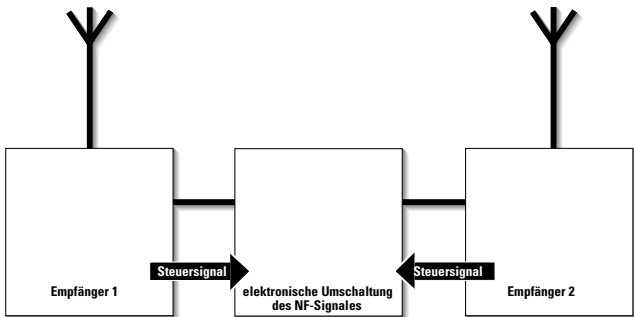 Steuersignal
Steuersignal
Empfänger 1
elektronische Umschaltung
des NF-Signales
Empfänger 2